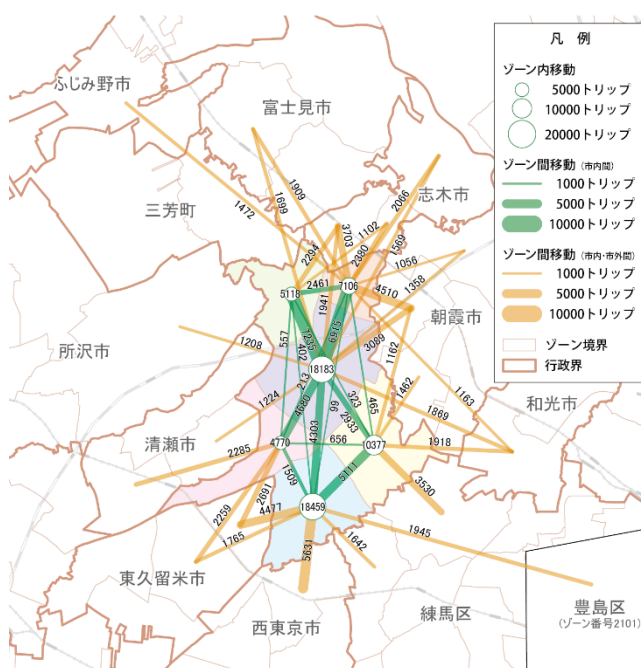 凡 例
ゾーン内移動
5000トリップ
10000トリップ
20000トリップ
ゾーン間移動(市内間)
1000トリップ
5000トリップ
10000トリップ
ゾーン間移動(市内・市外間)
1000トリップ
5000トリップ
10000トリップ
ゾーン境界
行政界
ふじみ野市
富士見市
志木市
三芳町
1472
1909
1699
2066
1102
3703
2294
2380
1569
1056
2461
7106
5118
1941
4510
1358
朝霞市
所沢市
557
402
7235
6915
3089
1162
1208
18183
213
323
465
1462
1163
和光市
1224
4680
99
2933
1869
清瀬市
4303
4770
656
10377
1918
2285
1509
5111
3530
2691
2259
4477
18459
1945
1765
5631
1642
東久留米市
西東京市
練馬区
豊島区
(ゾーン番号2101)